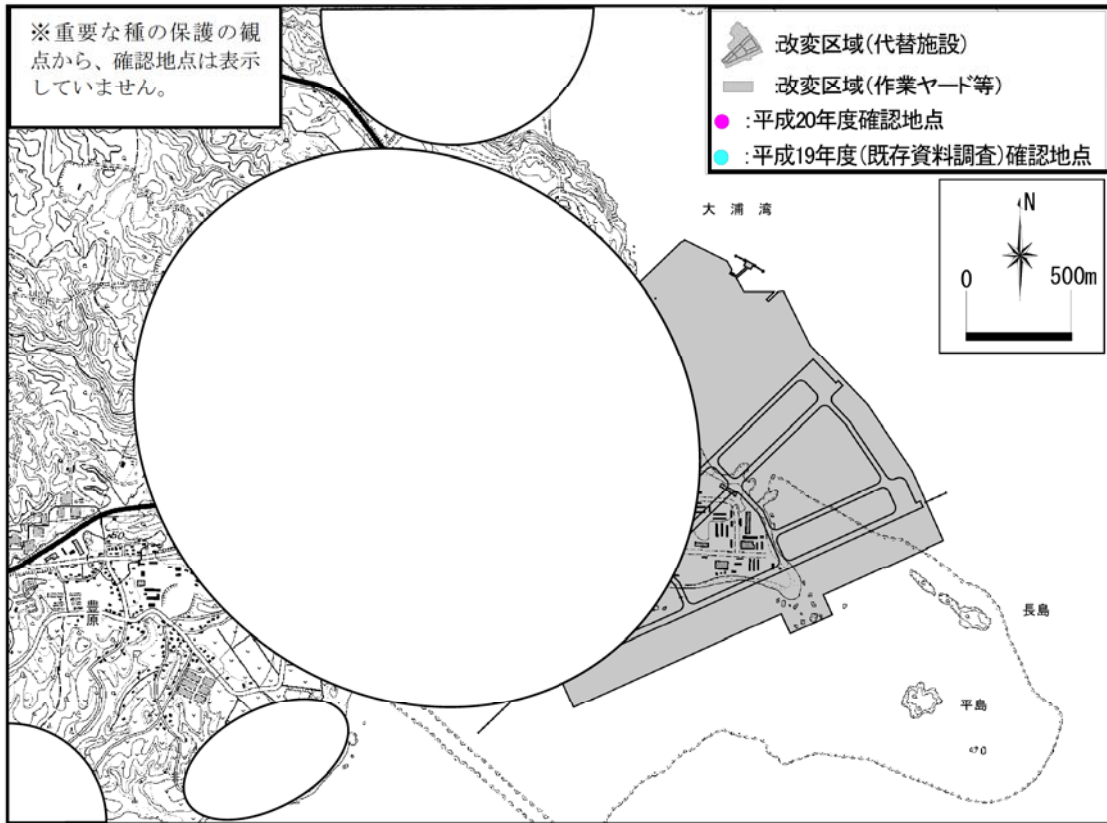 ※重要な種の保護の観
点から、確認地点は表示
していません。
:改変区域(代替施設)
:改変区域(作業ヤード等)
:平成20年度確認地点
:平成19年度(既存資料調査)確認地点
大浦湾
N
0 500m
豊原
長島
平島